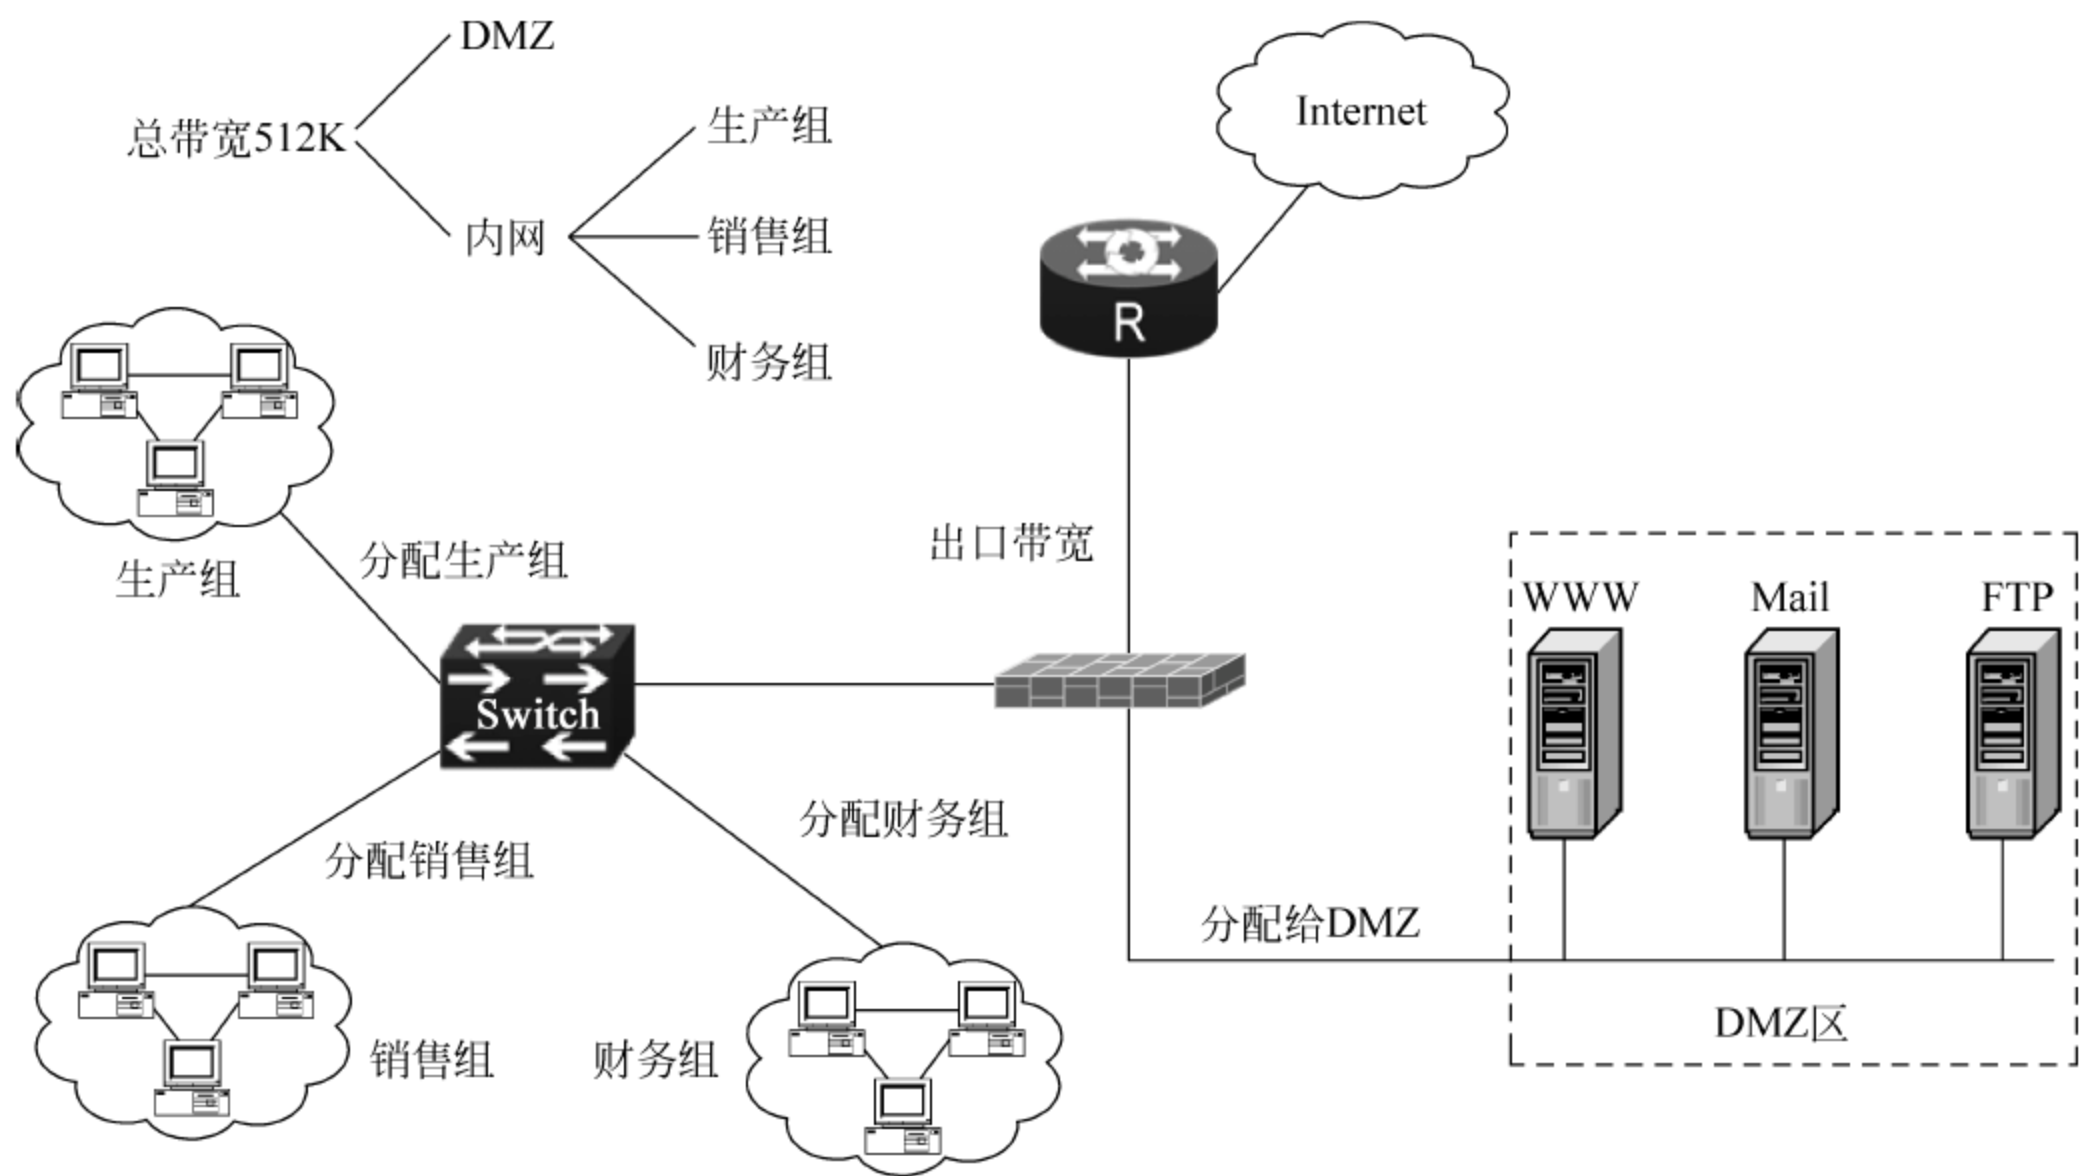 DMZ
总带宽512K
内网
生产组
销售组
财务组
Internet
R
生产组
分配生产组
出口带宽
Switch
WWW
Mail
FTP
分配财务组
分配销售组
分配给DMZ
销售组
财务组
DMZ区